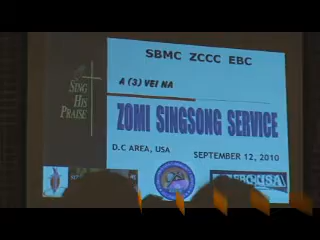 SBMC ZCCC EBC
SING
HIS
PRAISE
A (3) VEI NA
ZOMI SINGSONG SERVICE
D.C AREA, USA
SEPTEMBER 12, 2010